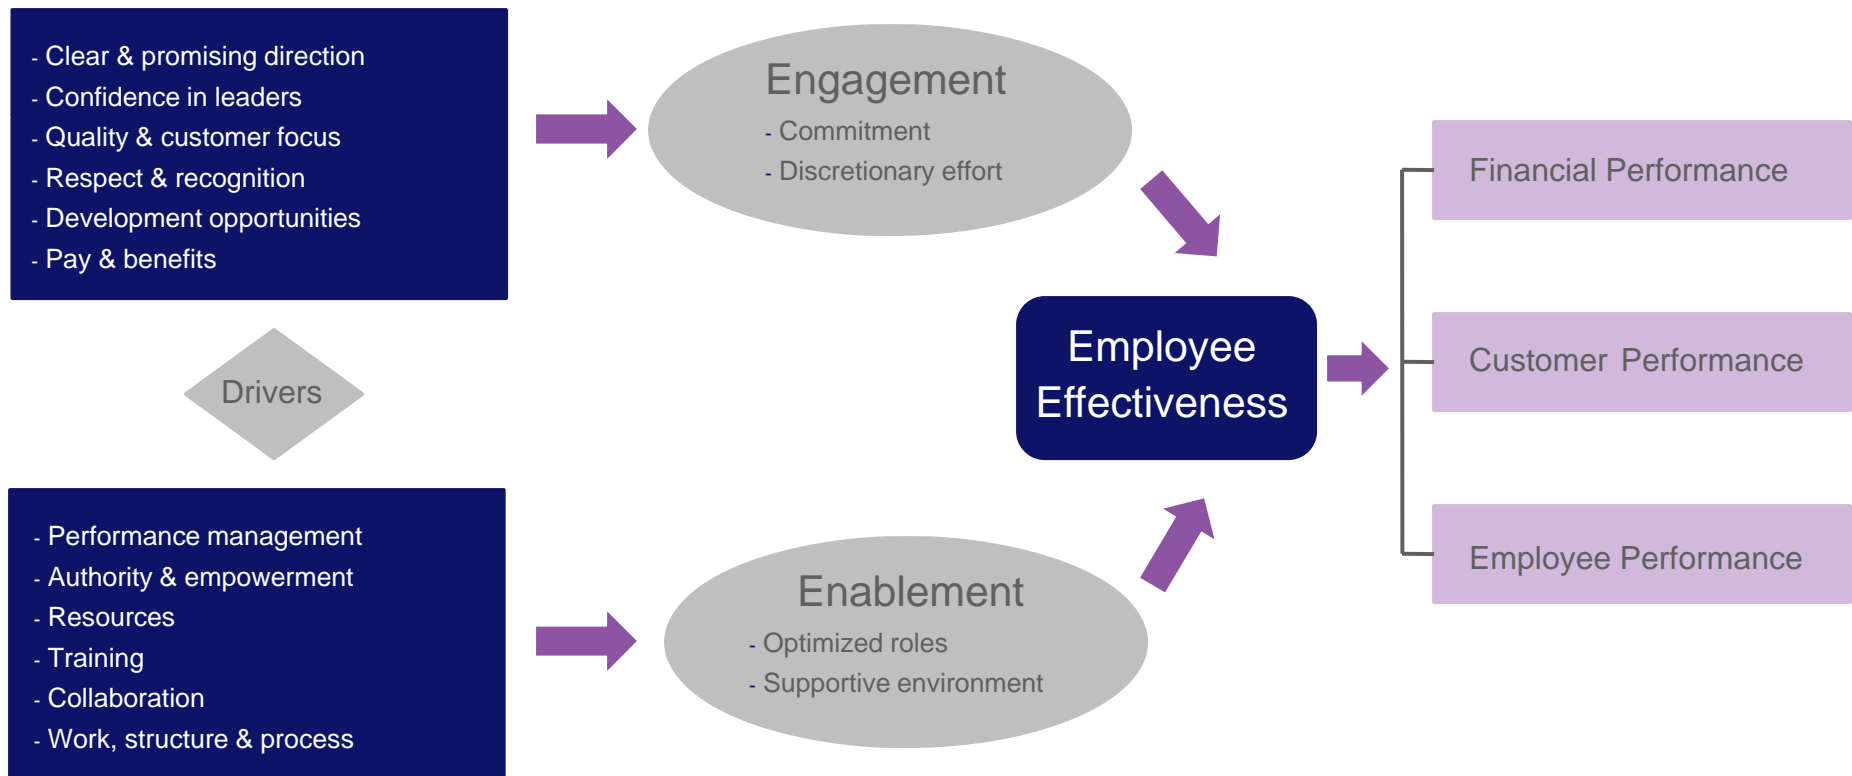 - Clear & promising direction
- Confidence in leaders
- Quality & customer focus
- Respect & recognition
- Development opportunities
- Pay & benefits
Drivers
- Performance management
- Authority & empowerment
- Resources
- Training
- Collaboration
- Work, structure & process
Engagement
- Commitment
- Discretionary effort
Enablement
- Optimized roles
- Supportive environment
Employee
Effectiveness
Financial Performance
Customer Performance
Employee Performance